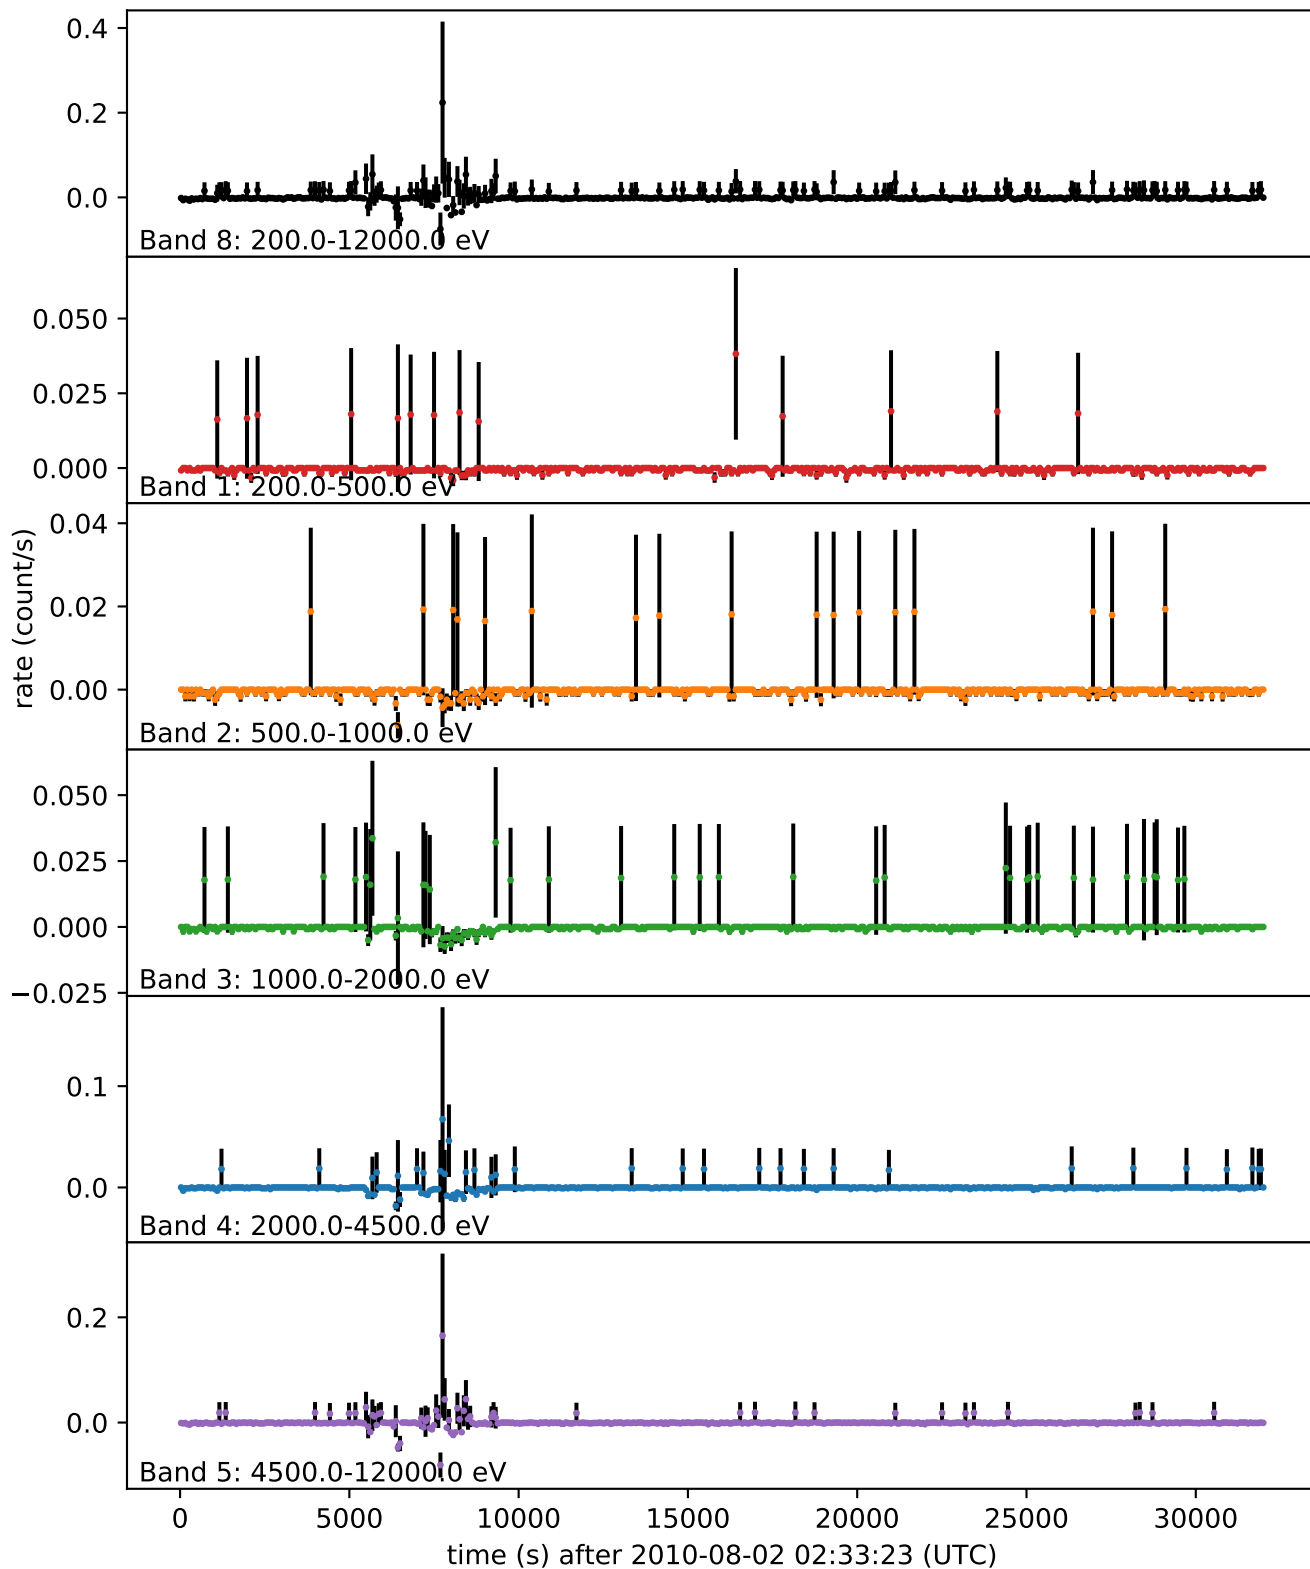 0.4
0.2
0.0
Band 8: 200.0-12000.0 eV
0.050
0.025
0.000
Band 1: 200.0-500.0 eV
0.04
0.02
0.00
Band 2: 500.0-1000.0 eV
rate (count/s)
0.050
0.025
0.000
−0.025
Band 3: 1000.0-2000.0 eV
0.1
0.0
Band 4: 2000.0-4500.0 eV
0.2
0.0
Band 5: 4500.0-12000.0 eV
0 5000 10000 15000 20000 25000 30000
time (s) after 2010-08-02 02:33:23 (UTC)